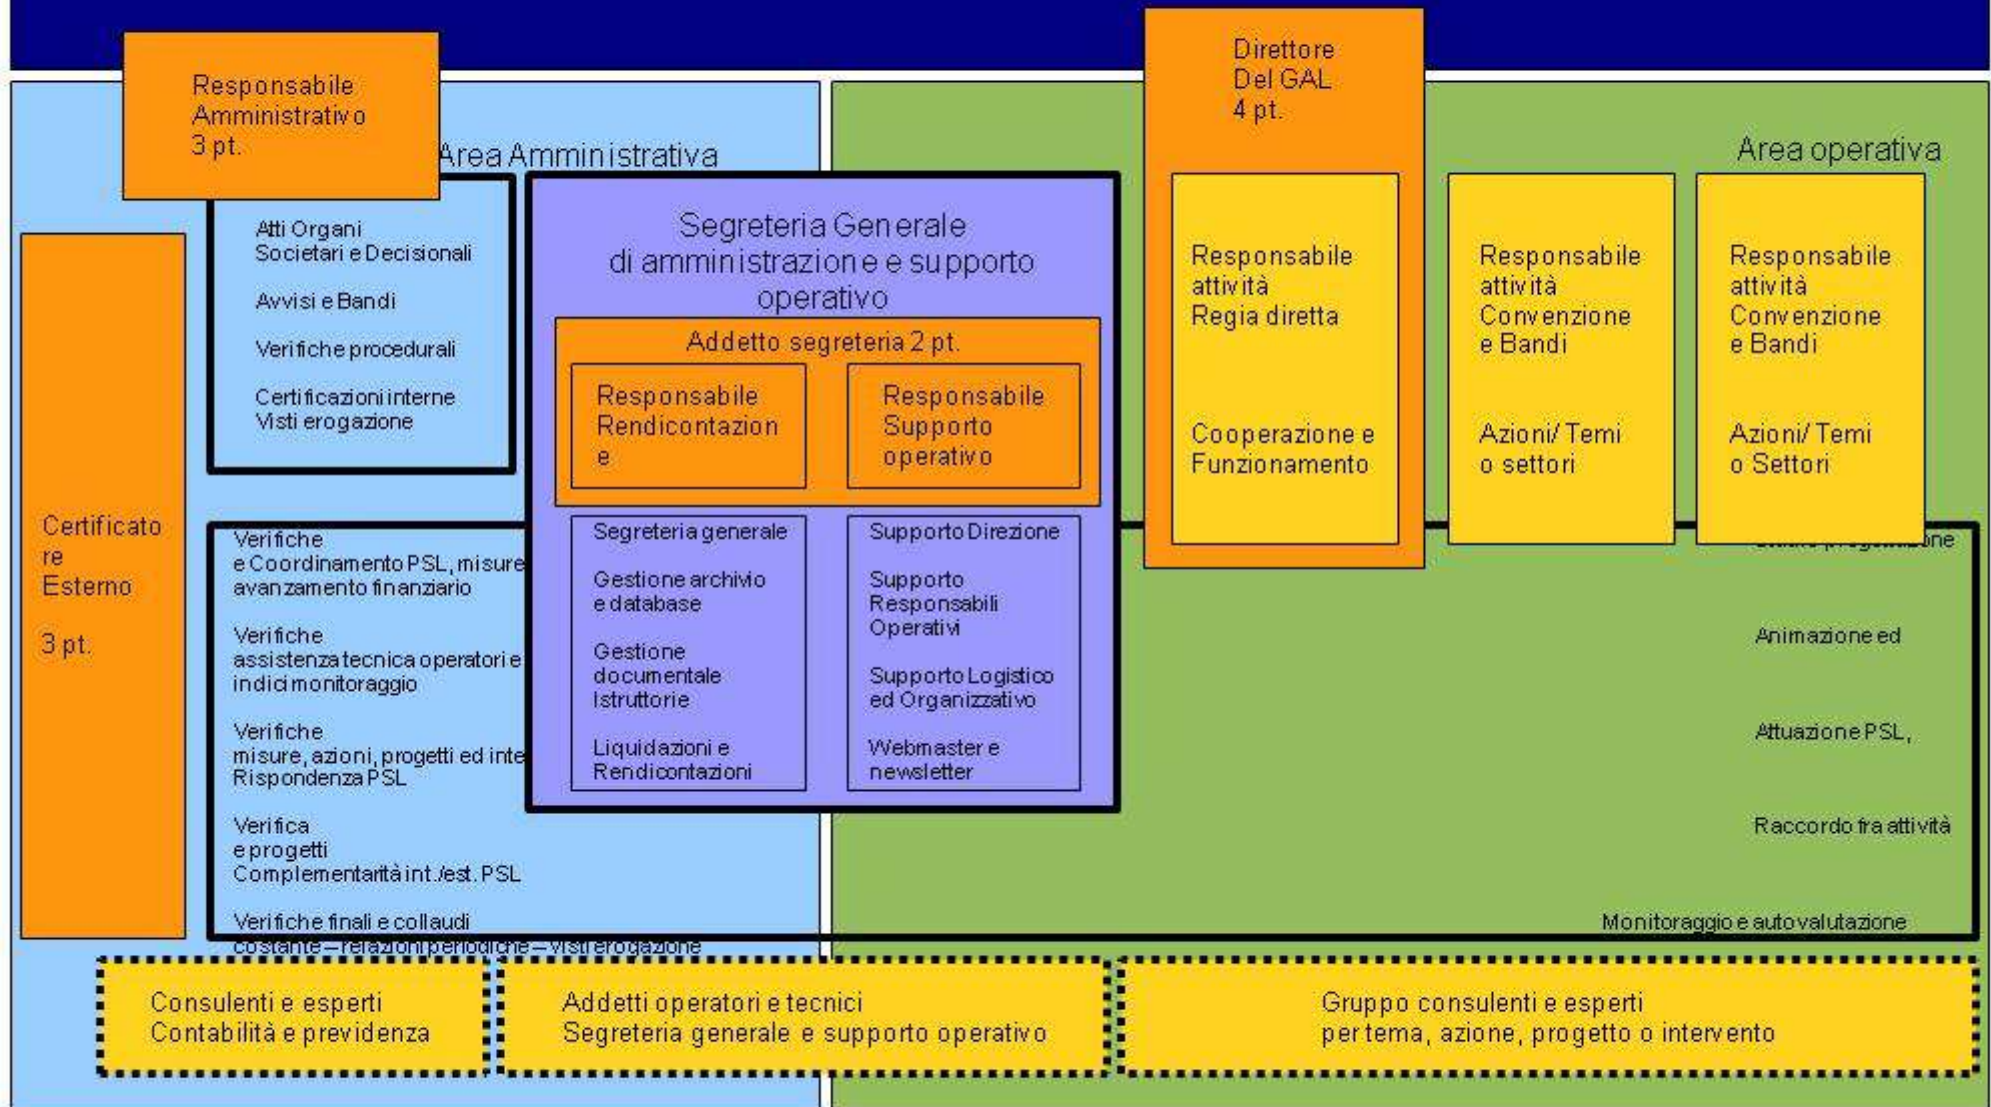 Responsabile
Amministrativo
3 pt.
Direttore
Del GAL
4 pt.
Area Amministrativa
Area operativa
Atti Organi
Societari e Decisionali
Avvisi e Bandi
Verifiche procedurali
Certificazioni interne
Visti erogazione
Certificato
re
Esterno
3 pt.
Segreteria Generale
di amministrazione e supporto
operativo
Addetto segreteria 2 pt.
Responsabile
Rendicontazion
e
Responsabile
Supporto
operativo
Segreteria generale
Gestione archivio
e database
Gestione
documentale
Istruttorie
Liquidazioni e
Rendicontazioni
Supporto Direzione
Supporto
Responsabili
Operativi
Supporto Logistico
ed Organizzativo
Webmaster e
newsletter
Responsabile
attività
Regia diretta
Cooperazione e
Funzionamento
Responsabile
attività
Convenzione
e Bandi
Azioni/ Temi
o settori
Responsabile
attività
Convenzione
e Bandi
Azioni/ Temi
o Settori
Verifiche
e Coordinamento PSL, misure
avanzamento finanziario
Verifiche
assistenza tecnica operatori e
indici monitoraggio
Verifiche
misure, azioni, progetti ed inte
Rispondenza PSL
Verifica
e progetti
Complementarità int./est. PSL
Verifiche finali e collaudi
costante – relazioni periodiche – visti erogazione
Animazione ed
Attuazione PSL,
Raccordo fra attività
Monitoraggio e autovalutazione
Consulenti e esperti
Contabilità e previdenza
Addetti operatori e tecnici
Segreteria generale e supporto operativo
Gruppo consulenti e esperti
per tema, azione, progetto o intervento